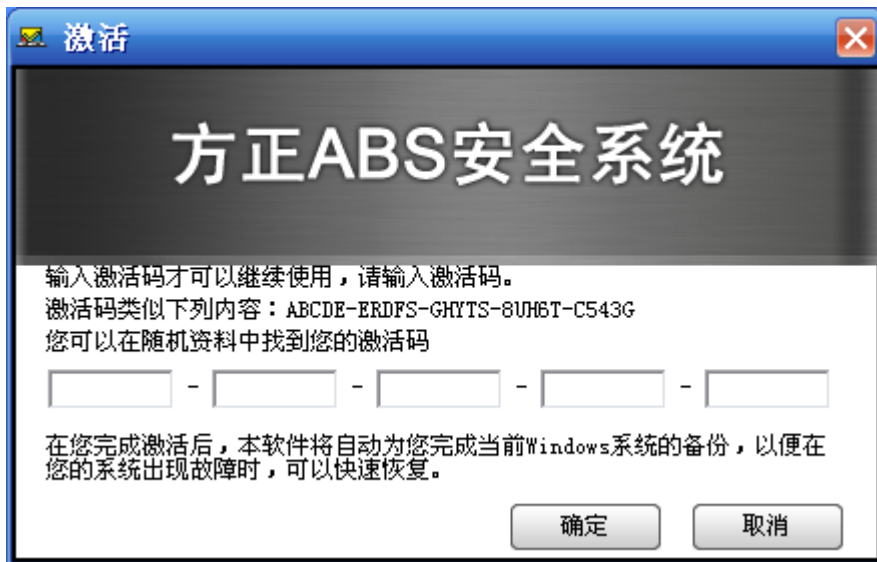 激活
方正ABS安全系统
输入激活码才可以继续使用，请输入激活码。
激活码类似下列内容：ABCDE-ERDFS-GHYTS-8UH6T-C543G
您可以在随机资料中找到您的激活码
- - - -
在您完成激活后，本软件将自动为您完成当前Windows系统的备份，以便在
您的系统出现故障时，可以快速恢复。
确定 取消